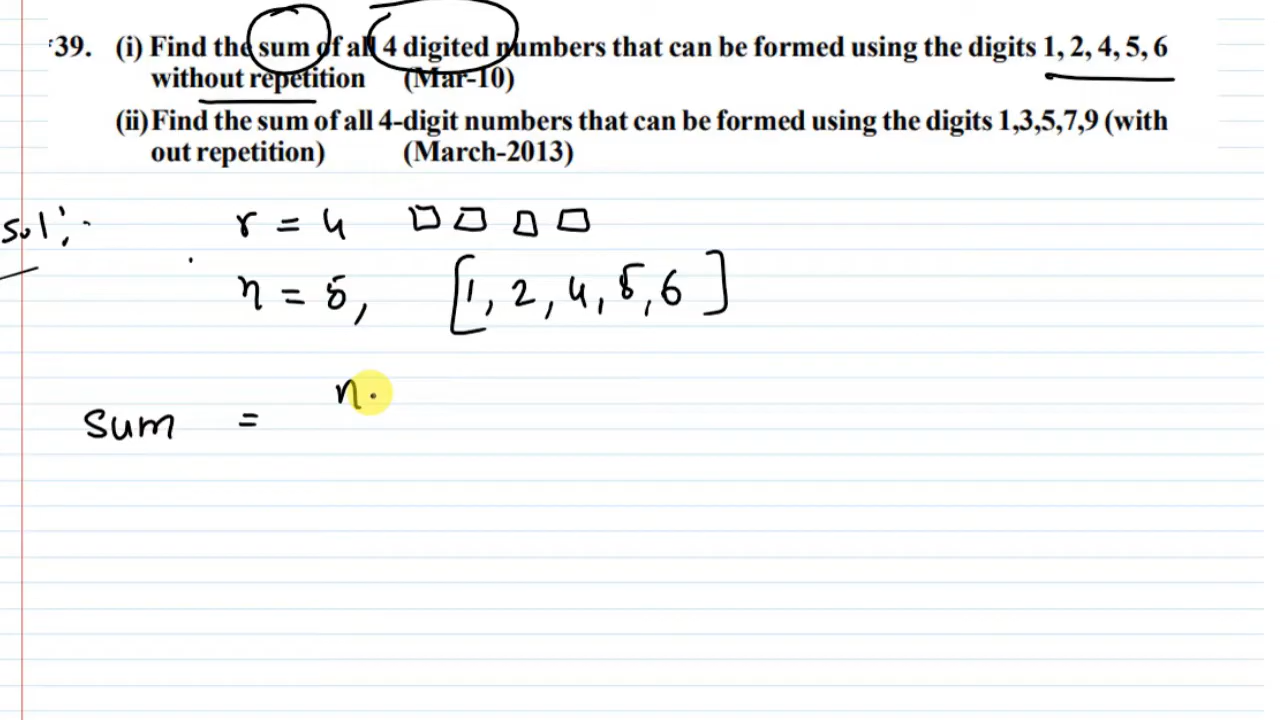 39. (i) Find the sum of all 4 digited numbers that can be formed using the digits 1, 2, 4, 5, 6
without repetition (Mar-10)
(ii) Find the sum of all 4-digit numbers that can be formed using the digits 1,3,5,7,9 (with
out repetition) (March-2013)
Sol:-
r = 4
n = 5, [1, 2, 4, 5, 6]
Sum = n